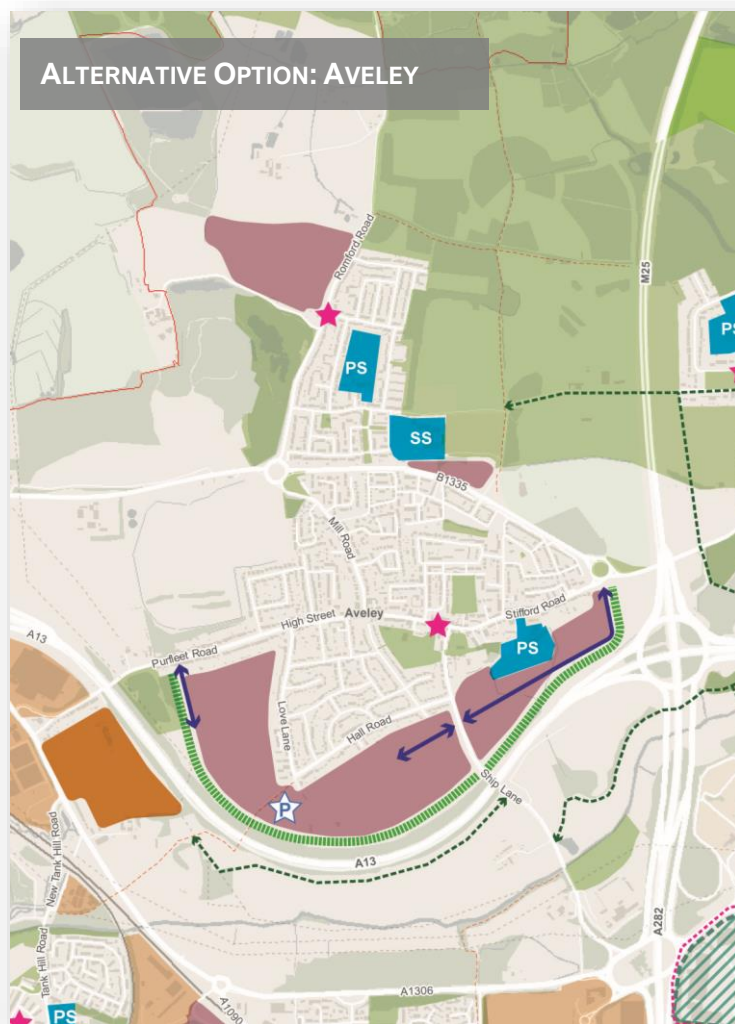 ALTERNATIVE OPTION: AVELEY
Romford Road
M25
PS
PS
SS
B1335
Mill Road
High Street
Aveley
Stifford Road
A13
Purfleet Road
PS
Love Lane
Hall Road
P
Ship Lane
A13
New Tank Hill Road
A282
Tank Hill Road
A1306
PS
A1090